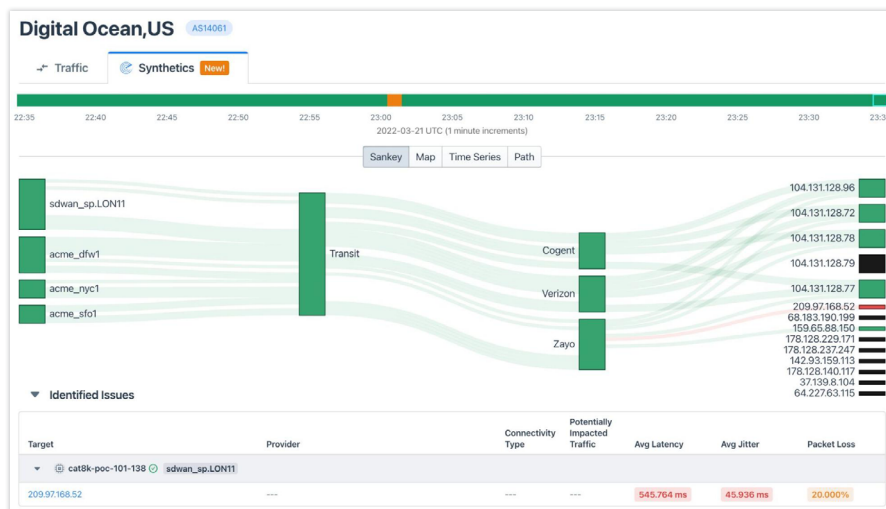 Digital Ocean,US AS14061
Traffic Synthetics New!
22:35 22:40 22:45 22:50 22:55 23:00 23:05 23:10 23:15 23:20 23:25 23:30 23:3
2022-03-21 UTC (1 minute increments)
Sankey Map Time Series Path
sdwan_sp.LON11
acme_dfw1
acme_nyc1
acme_sfo1
Transit
Cogent
Verizon
Zayo
104.131.128.96
104.131.128.72
104.131.128.78
104.131.128.79
104.131.128.77
209.97.168.52
68.183.190.199
159.65.88.150
178.128.229.171
178.128.237.247
142.93.159.113
178.128.140.117
37.139.8.104
64.227.63.115
Identified Issues
Target Provider Connectivity Type Potentially Impacted Traffic Avg Latency Avg Jitter Packet Loss
cat8k-poc-101-138 sdwan_sp.LON11
209.97.168.52 --- --- --- 545.764 ms 45.936 ms 20.000%